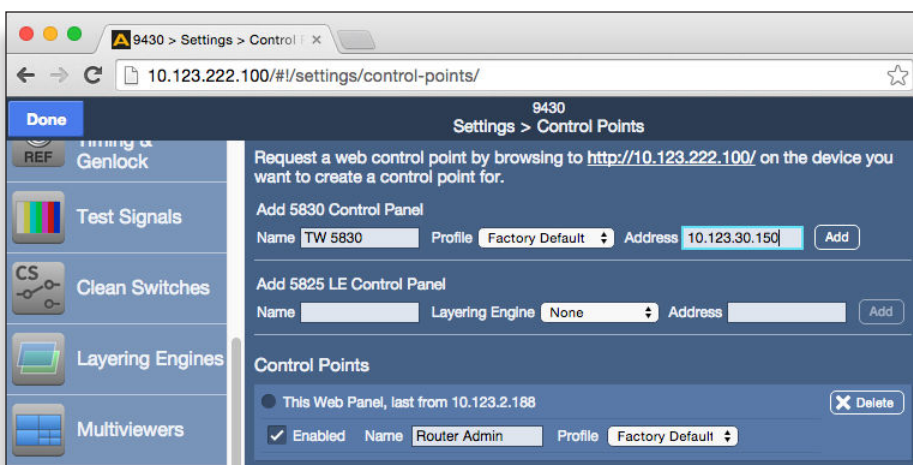 9430 > Settings > Control
10.123.222.100/#!/settings/control-points/
Done
9430
Settings > Control Points
REF
Timing &
Genlock
Test Signals
CS
Clean Switches
Layering Engines
Multiviewers
Request a web control point by browsing to http://10.123.222.100/ on the device you
want to create a control point for.
Add 5830 Control Panel
Name TW 5830 Profile Factory Default Address 10.123.30.150 Add
Add 5825 LE Control Panel
Name Layering Engine None Address Add
Control Points
This Web Panel, last from 10.123.2.188 Delete
Enabled Name Router Admin Profile Factory Default